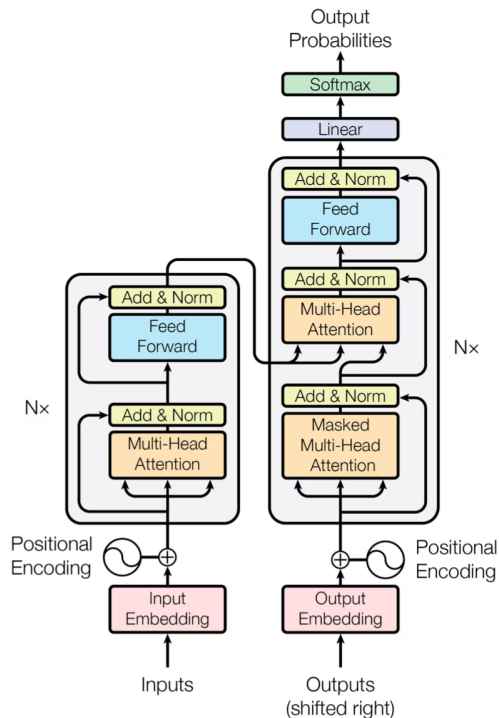 Output
Probabilities
Softmax
Linear
Add & Norm
Feed
Forward
Add & Norm
Multi-Head
Attention
Add & Norm
Masked
Multi-Head
Attention
N×
Add & Norm
Feed
Forward
Add & Norm
Multi-Head
Attention
N×
Positional
Encoding
Positional
Encoding
Input
Embedding
Output
Embedding
Inputs
Outputs
(shifted right)